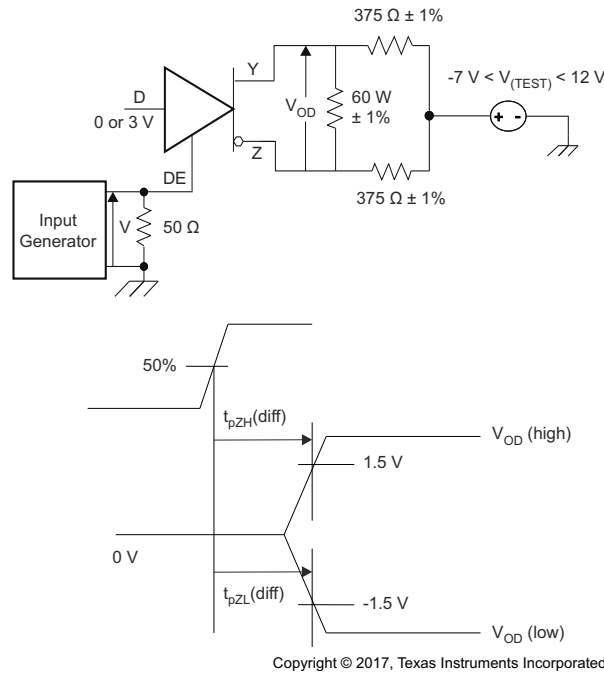 375 Ω ± 1%
-7 V < V(TEST) < 12 V
Y
D
0 or 3 V
VOD
60 W
± 1%
Z
DE
375 Ω ± 1%
Input
Generator
V
50 Ω
50%
tpZH(diff)
VOD (high)
1.5 V
0 V
tpZL(diff)
-1.5 V
VOD (low)
Copyright © 2017, Texas Instruments Incorporated